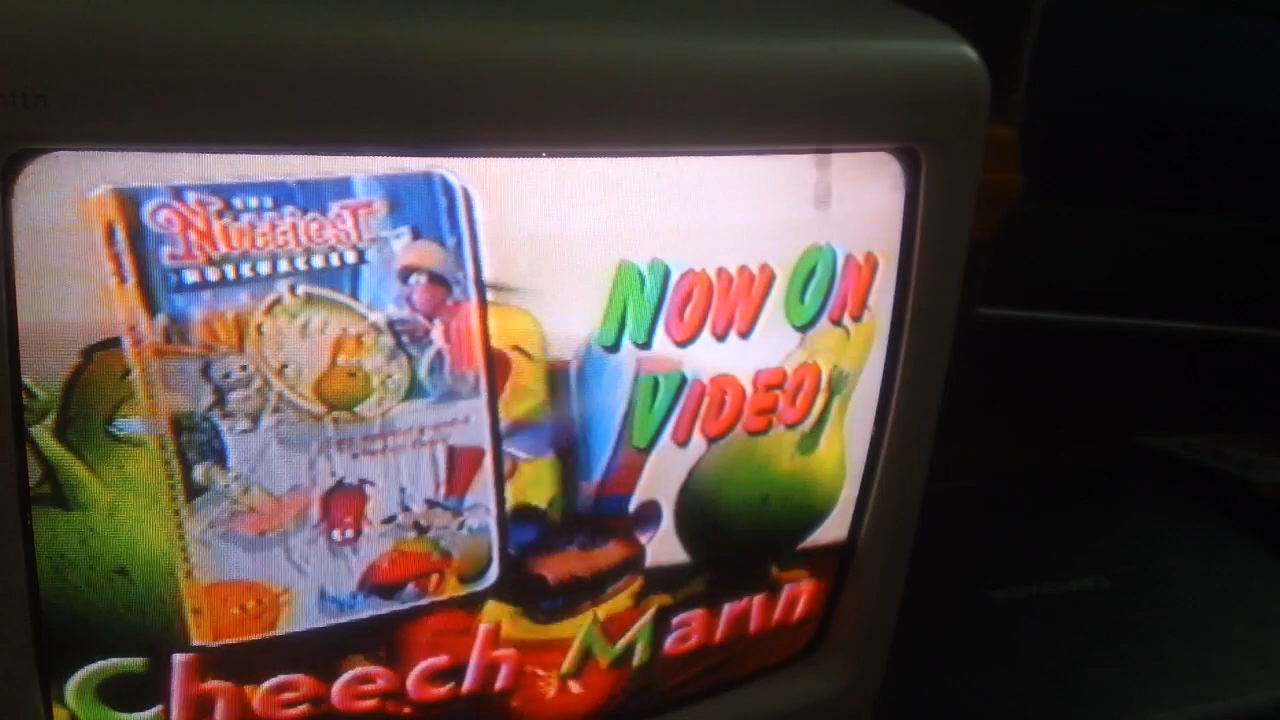 THE
NUTTIEST
NUTCRACKER
NOW ON
VIDEO
Cheech Marin